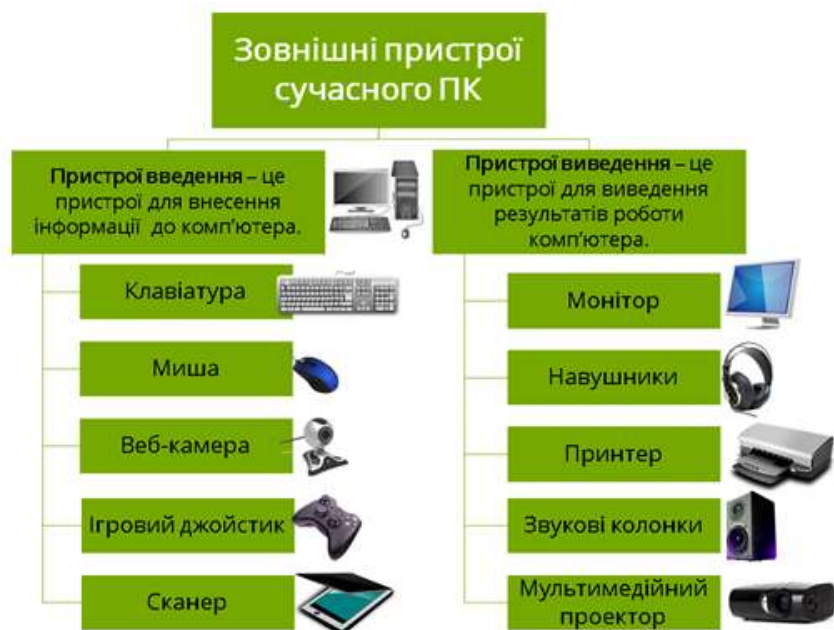 Зовнішні пристрої
сучасного ПК
Пристрої введення – це
пристрої для внесення
інформації до комп'ютера.
Клавіатура
Миша
Веб-камера
Ігровий джойстик
Сканер
Пристрої виведення – це
пристрої для виведення
результатів роботи
комп'ютера.
Монітор
Навушники
Принтер
Звукові колонки
Мультимедійний
проектор